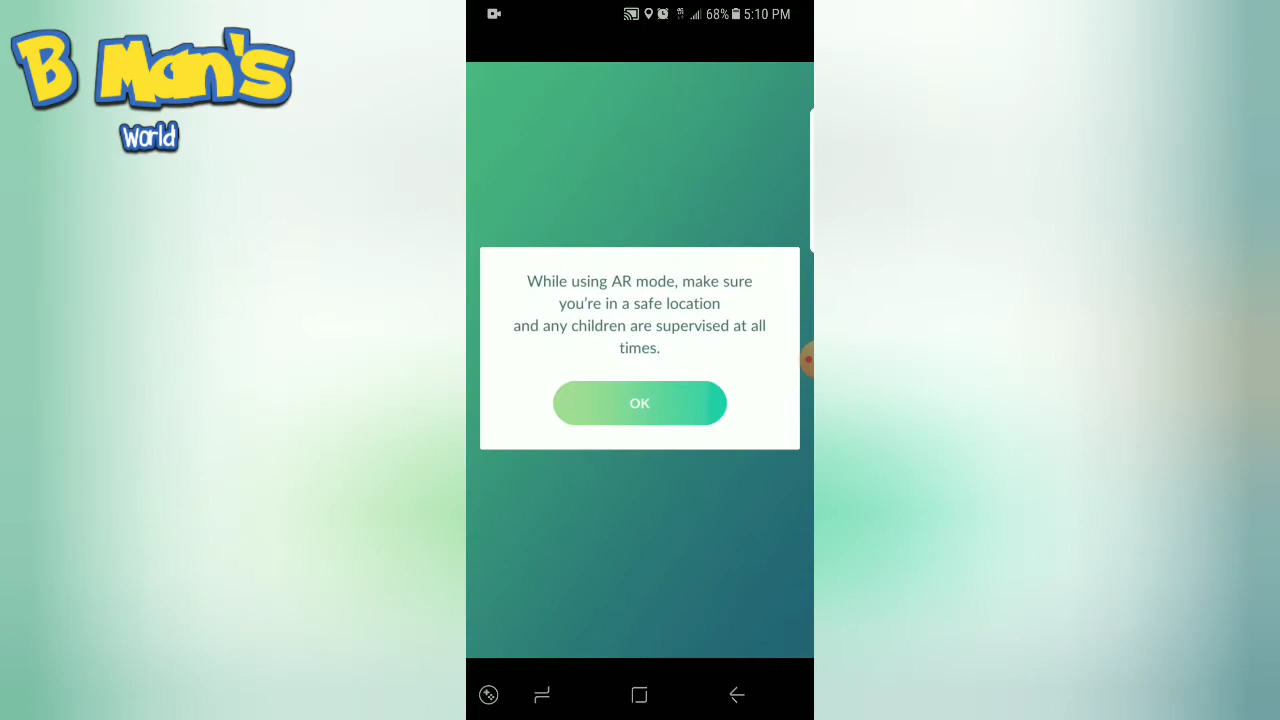 B Man's
World
68% 5:10 PM
While using AR mode, make sure
you're in a safe location
and any children are supervised at all
times.
OK